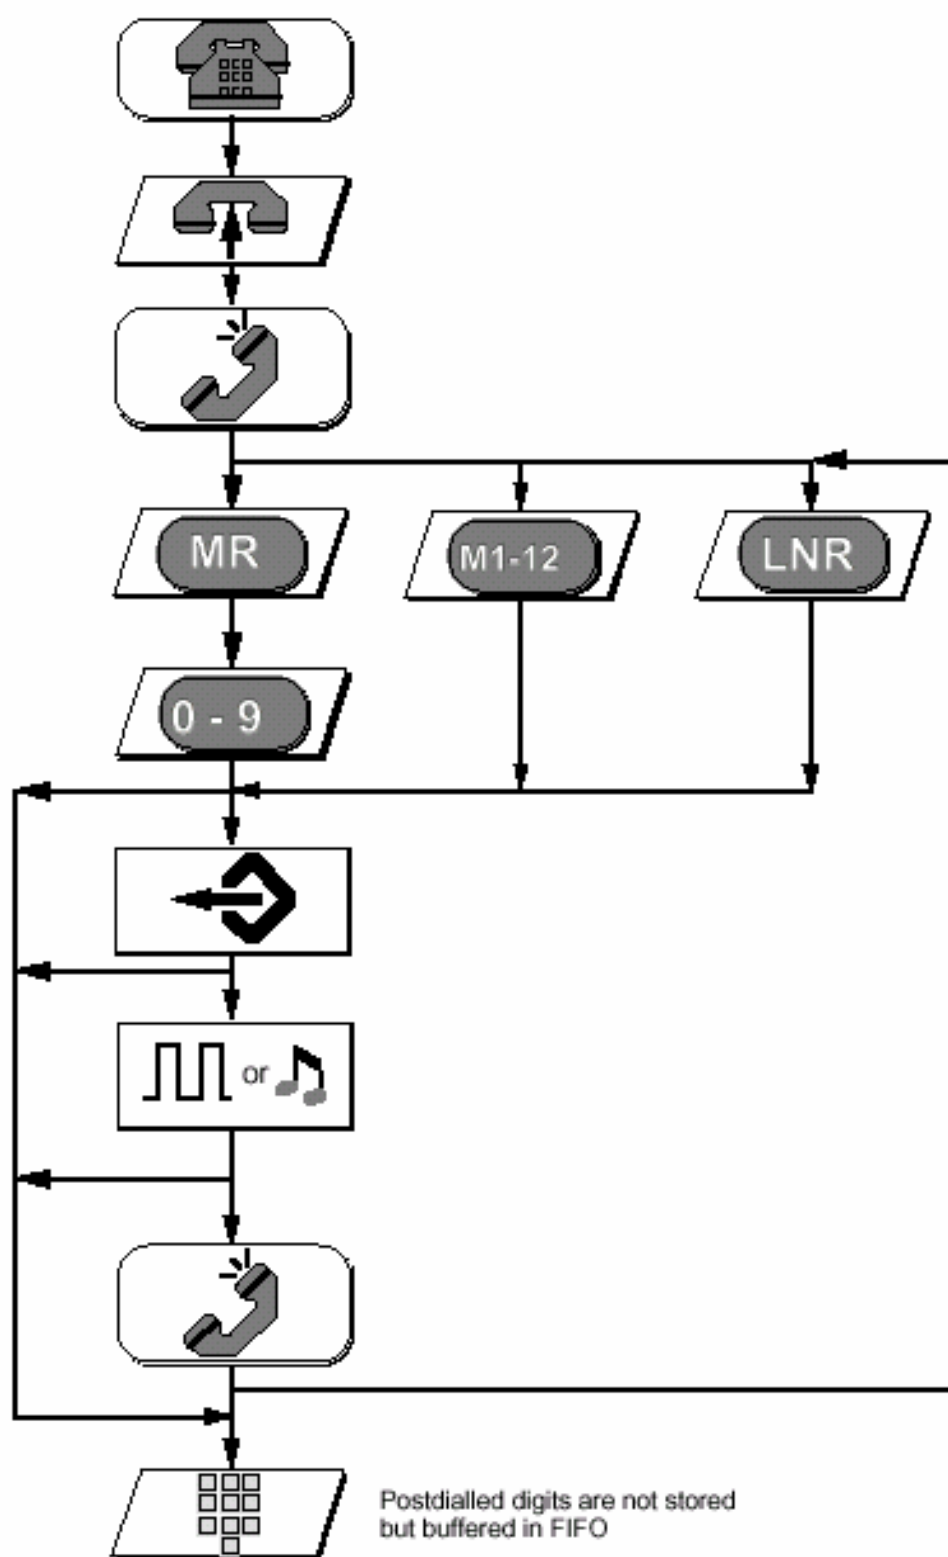 MR
M1-12
LNR
0 - 9
or
Postdialled digits are not stored
but buffered in FIFO